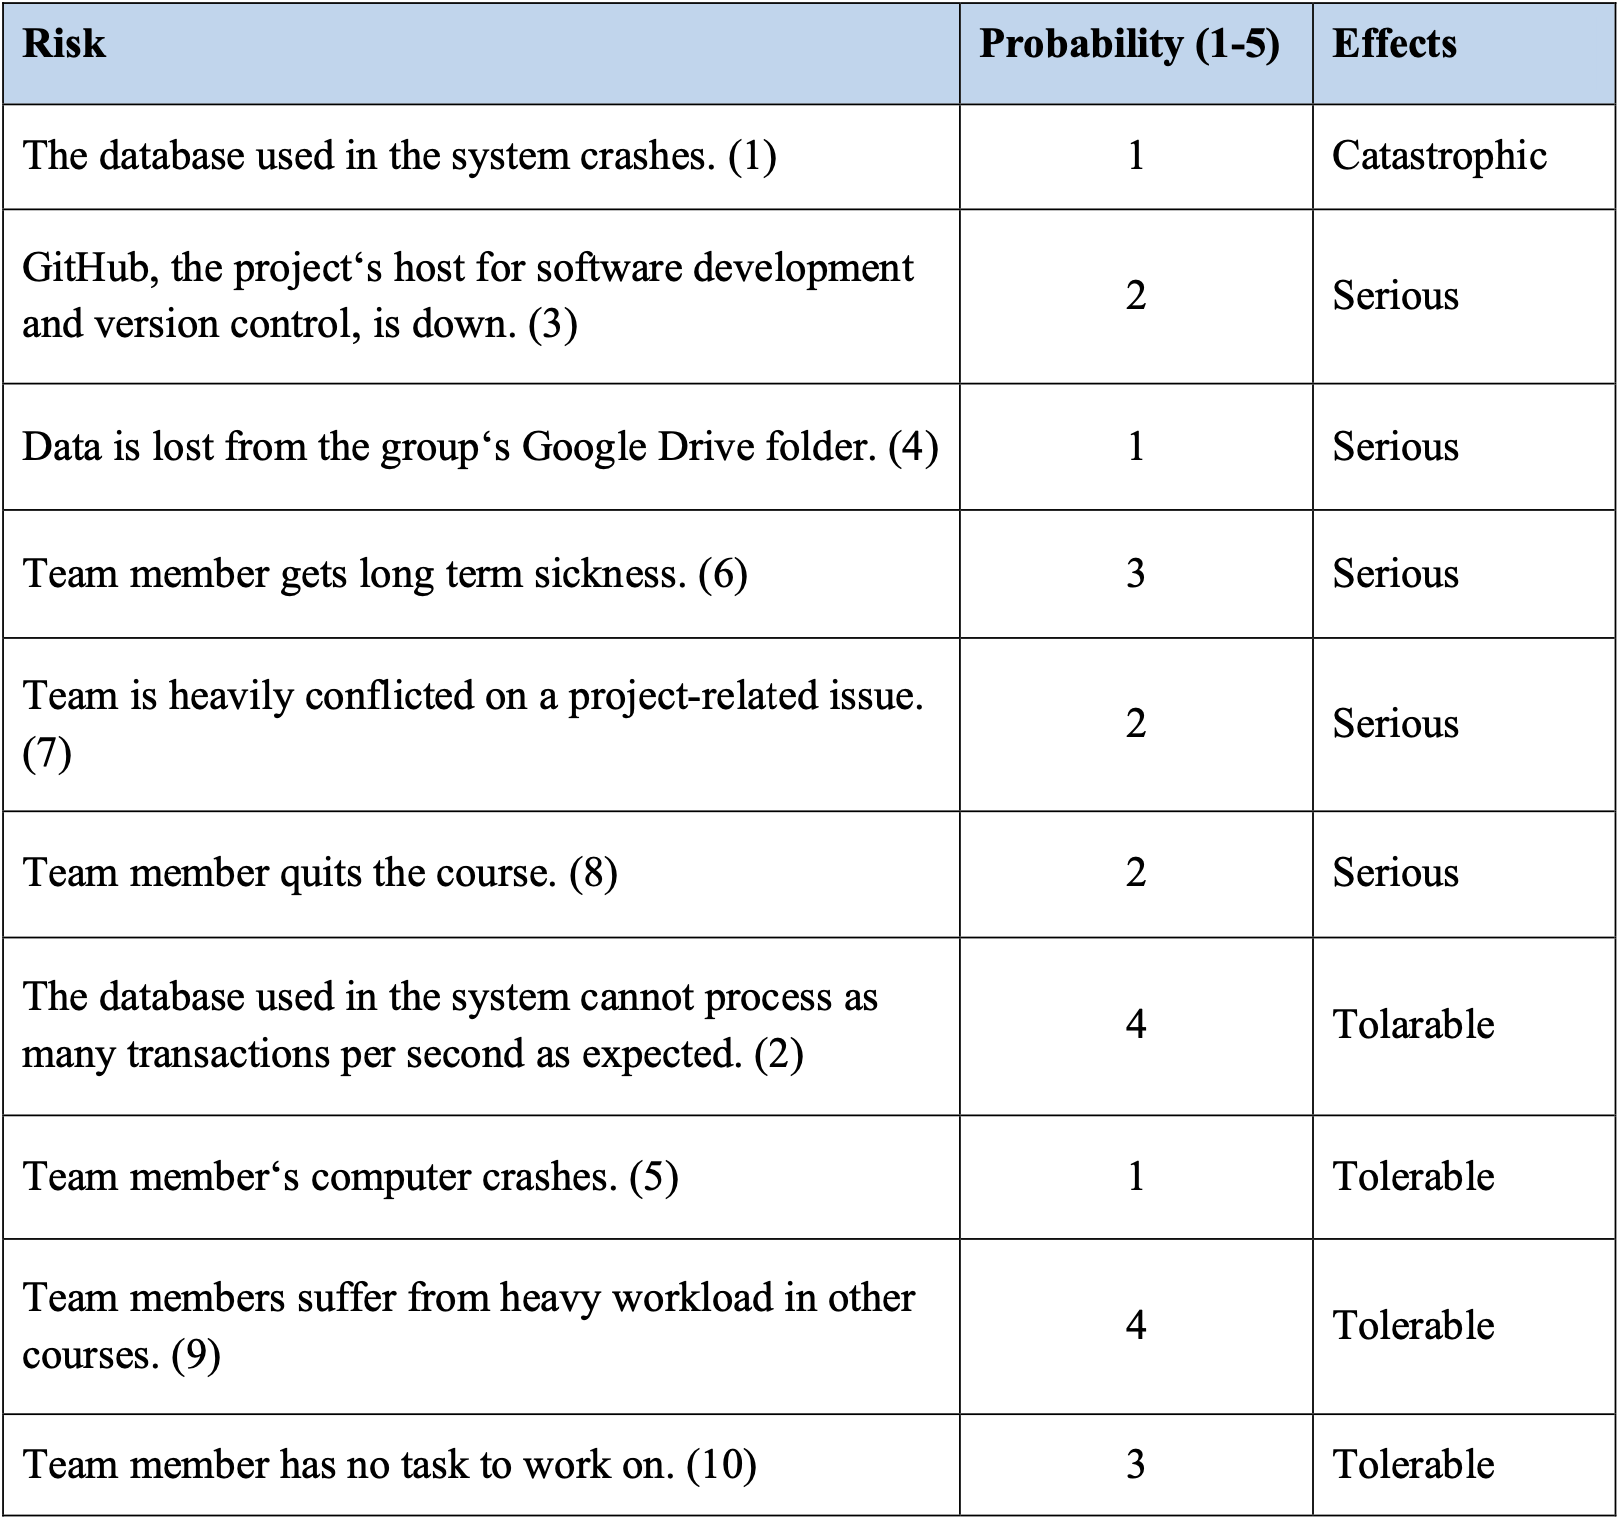 Risk Probability (1-5) Effects
The database used in the system crashes. (1) 1 Catastrophic
GitHub, the project‘s host for software development
and version control, is down. (3) 2 Serious
Data is lost from the group‘s Google Drive folder. (4) 1 Serious
Team member gets long term sickness. (6) 3 Serious
Team is heavily conflicted on a project-related issue.
(7) 2 Serious
Team member quits the course. (8) 2 Serious
The database used in the system cannot process as
many transactions per second as expected. (2) 4 Tolarable
Team member‘s computer crashes. (5) 1 Tolerable
Team members suffer from heavy workload in other
courses. (9) 4 Tolerable
Team member has no task to work on. (10) 3 Tolerable